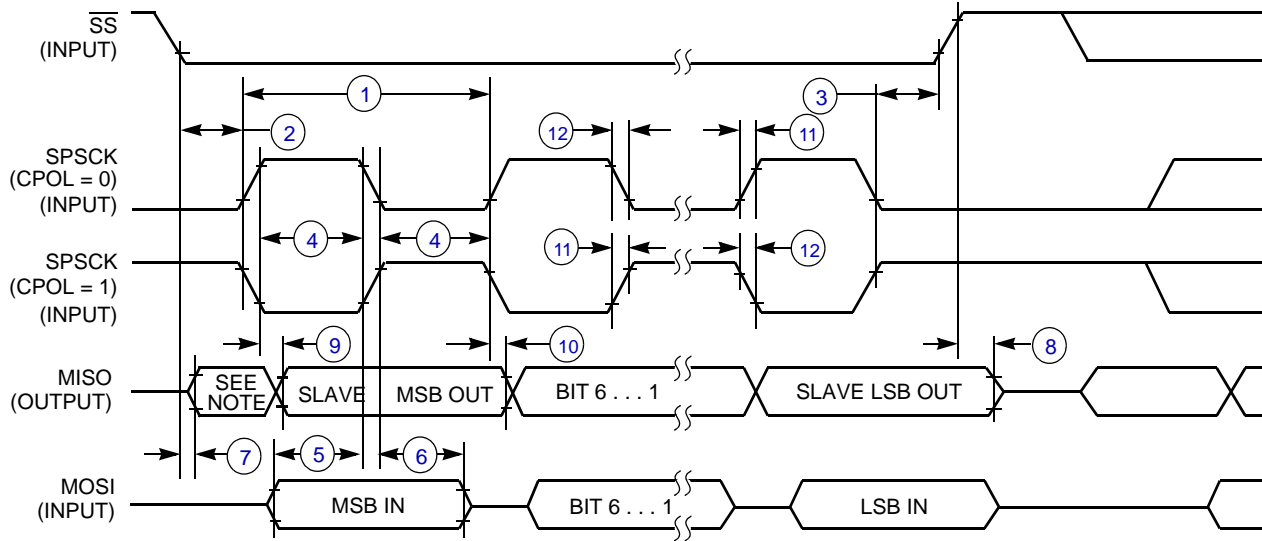 SS
(INPUT)
1
3
2
12
11
SPSCK
(CPOL = 0)
(INPUT)
4
4
11
12
SPSCK
(CPOL = 1)
(INPUT)
9
10
8
MISO
(OUTPUT)
SEE
NOTE
SLAVE
MSB OUT
BIT 6 . . . 1
SLAVE LSB OUT
7
5
6
MOSI
(INPUT)
MSB IN
BIT 6 . . . 1
LSB IN